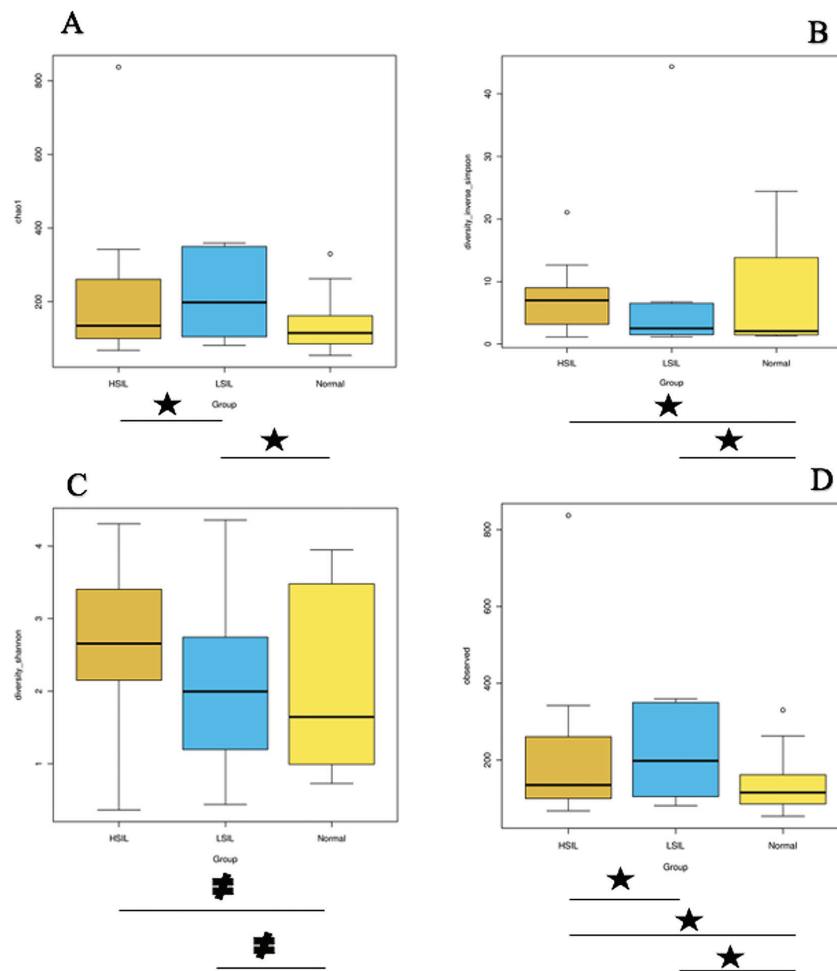 A
B
chao1
800
600
400
200
HSIL
LSIL
Normal
Group
★
★
diversity_inverse_simpson
40
30
20
10
0
HSIL
LSIL
Normal
Group
★
★
C
D
diversity_shannon
4
3
2
1
HSIL
LSIL
Normal
Group
#
#
observed
800
600
400
200
HSIL
LSIL
Normal
Group
★
★
★